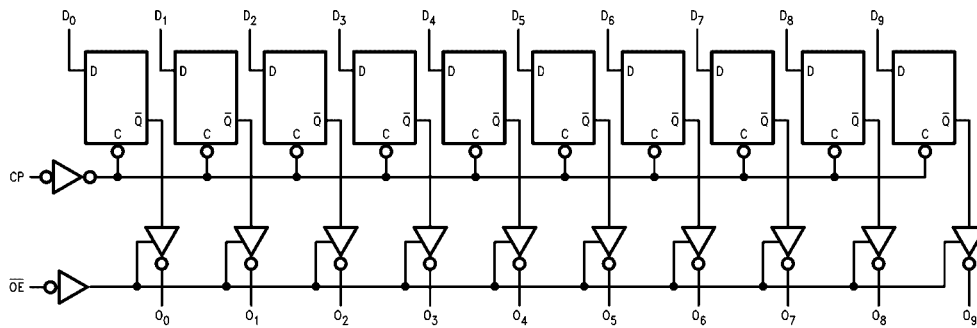 D0 D1 D2 D3 D4 D5 D6 D7 D8 D9
D D D D D D D D D D
Q̅ Q̅ Q̅ Q̅ Q̅ Q̅ Q̅ Q̅ Q̅ Q̅
C C C C C C C C C C
CP
O̅E̅
O0 O1 O2 O3 O4 O5 O6 O7 O8 O9